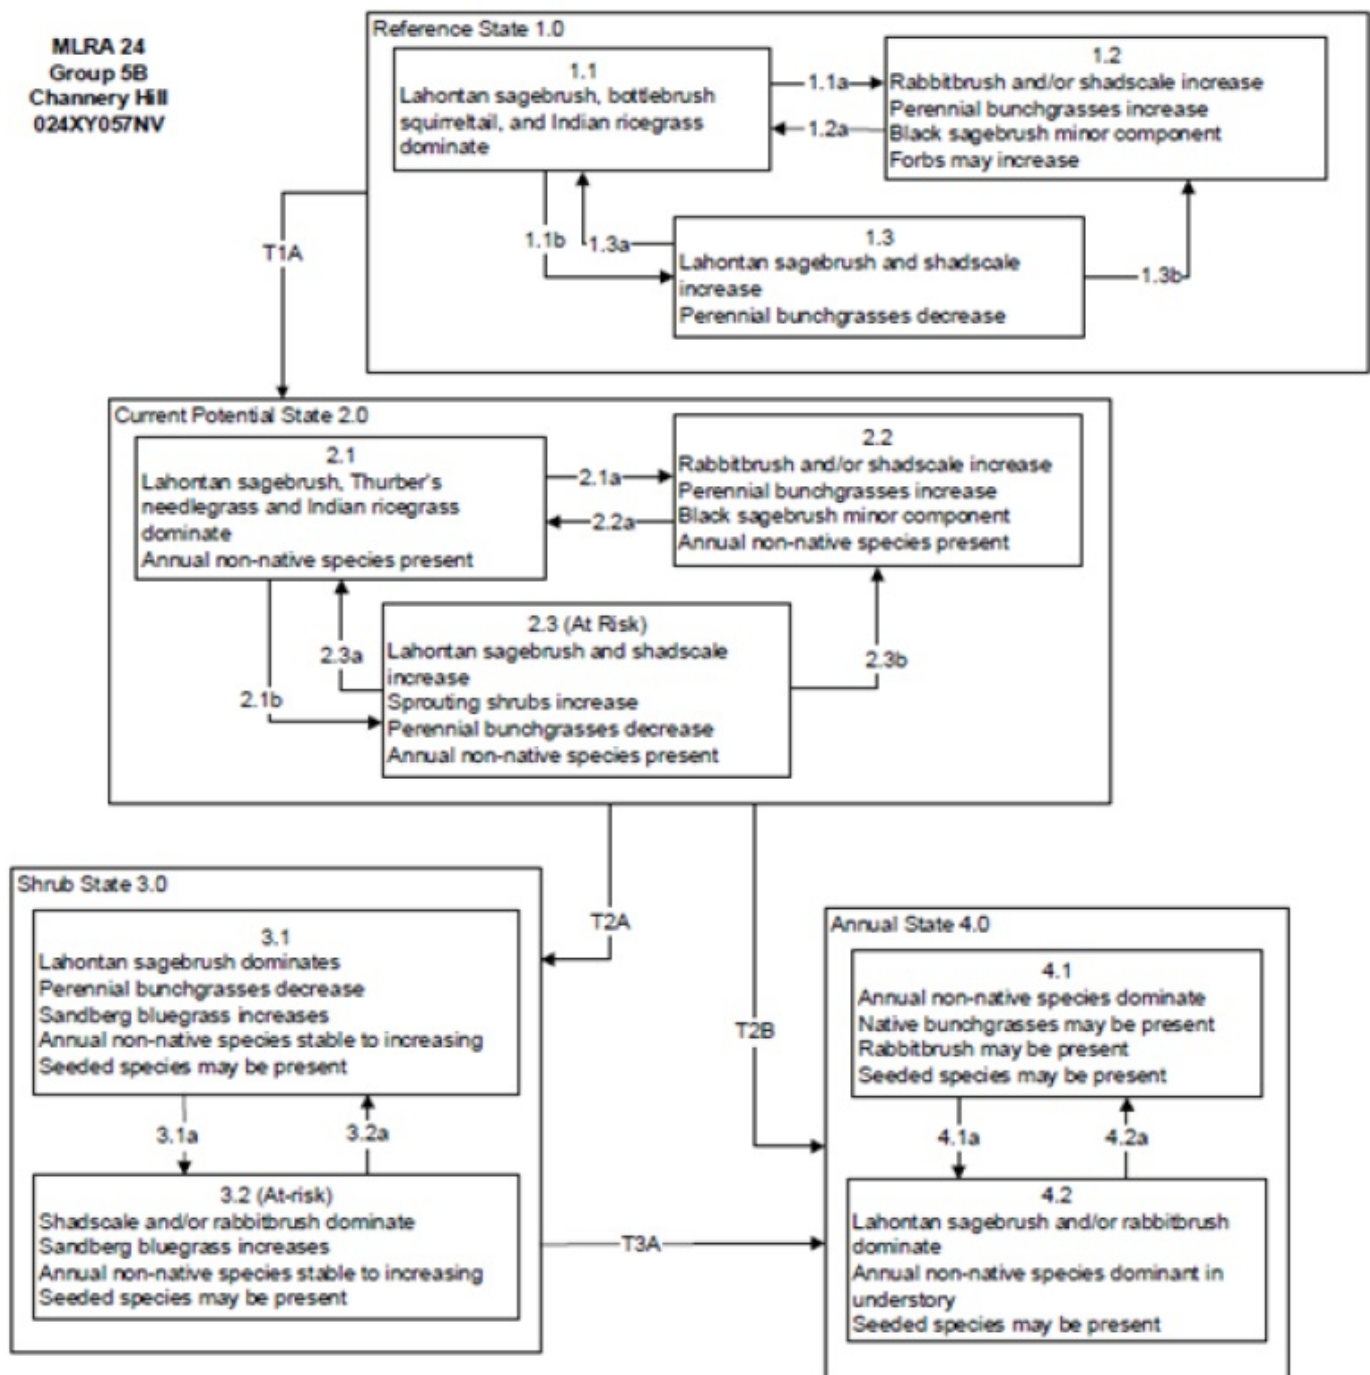 MLRA 24
Group 5B
Channery Hill
024XY057NV
Reference State 1.0
1.1
Lahontan sagebrush, bottlebrush
squirreltail, and Indian ricegrass
dominate
1.1a
1.2a
1.2
Rabbitbrush and/or shadscale increase
Perennial bunchgrasses increase
Black sagebrush minor component
Forbs may increase
1.1b
1.3a
1.3
Lahontan sagebrush and shadscale
increase
Perennial bunchgrasses decrease
1.3b
T1A
Current Potential State 2.0
2.1
Lahontan sagebrush, Thurber's
needlegrass and Indian ricegrass
dominate
Annual non-native species present
2.1a
2.2a
2.2
Rabbitbrush and/or shadscale increase
Perennial bunchgrasses increase
Black sagebrush minor component
Annual non-native species present
2.1b
2.3a
2.3 (At Risk)
Lahontan sagebrush and shadscale
increase
Sprouting shrubs increase
Perennial bunchgrasses decrease
Annual non-native species present
2.3b
T2A
T2B
Shrub State 3.0
3.1
Lahontan sagebrush dominates
Perennial bunchgrasses decrease
Sandberg bluegrass increases
Annual non-native species stable to increasing
Seeded species may be present
3.1a
3.2a
3.2 (At-risk)
Shadscale and/or rabbitbrush dominate
Sandberg bluegrass increases
Annual non-native species stable to increasing
Seeded species may be present
T3A
Annual State 4.0
4.1
Annual non-native species dominate
Native bunchgrasses may be present
Rabbitbrush may be present
Seeded species may be present
4.1a
4.2a
4.2
Lahontan sagebrush and/or rabbitbrush
dominate
Annual non-native species dominant in
understory
Seeded species may be present